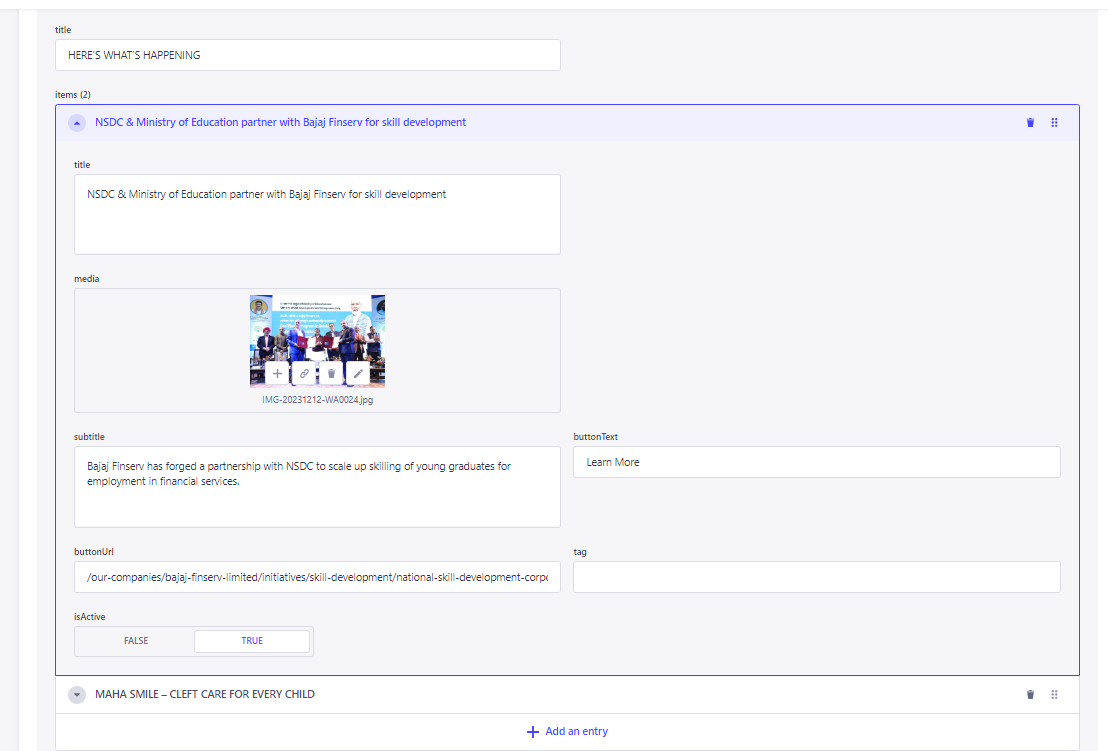 title
HERE'S WHAT'S HAPPENING
items (2)
NSDC & Ministry of Education partner with Bajaj Finserv for skill development
title
NSDC & Ministry of Education partner with Bajaj Finserv for skill development
media
IMG-20231212-WA0024.jpg
subtitle
buttonText
Bajaj Finserv has forged a partnership with NSDC to scale up skilling of young graduates for
employment in financial services.
Learn More
buttonUrl
tag
/our-companies/bajaj-finserv-limited/initiatives/skill-development/national-skill-development-corp
isActive
FALSE
TRUE
MAHA SMILE – CLEFT CARE FOR EVERY CHILD
Add an entry